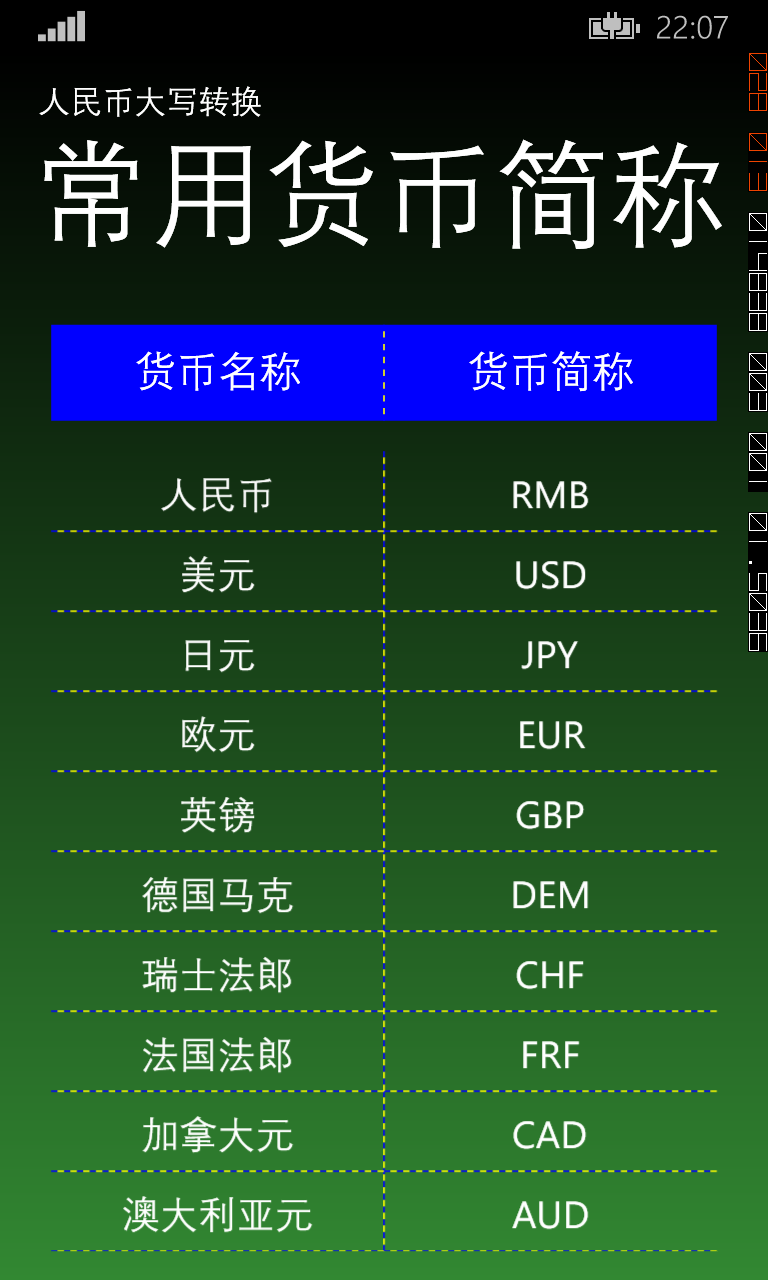 22:07
人民币大写转换
常用货币简称
货币名称 货币简称
人民币 RMB
美元 USD
日元 JPY
欧元 EUR
英镑 GBP
德国马克 DEM
瑞士法郎 CHF
法国法郎 FRF
加拿大元 CAD
澳大利亚元 AUD